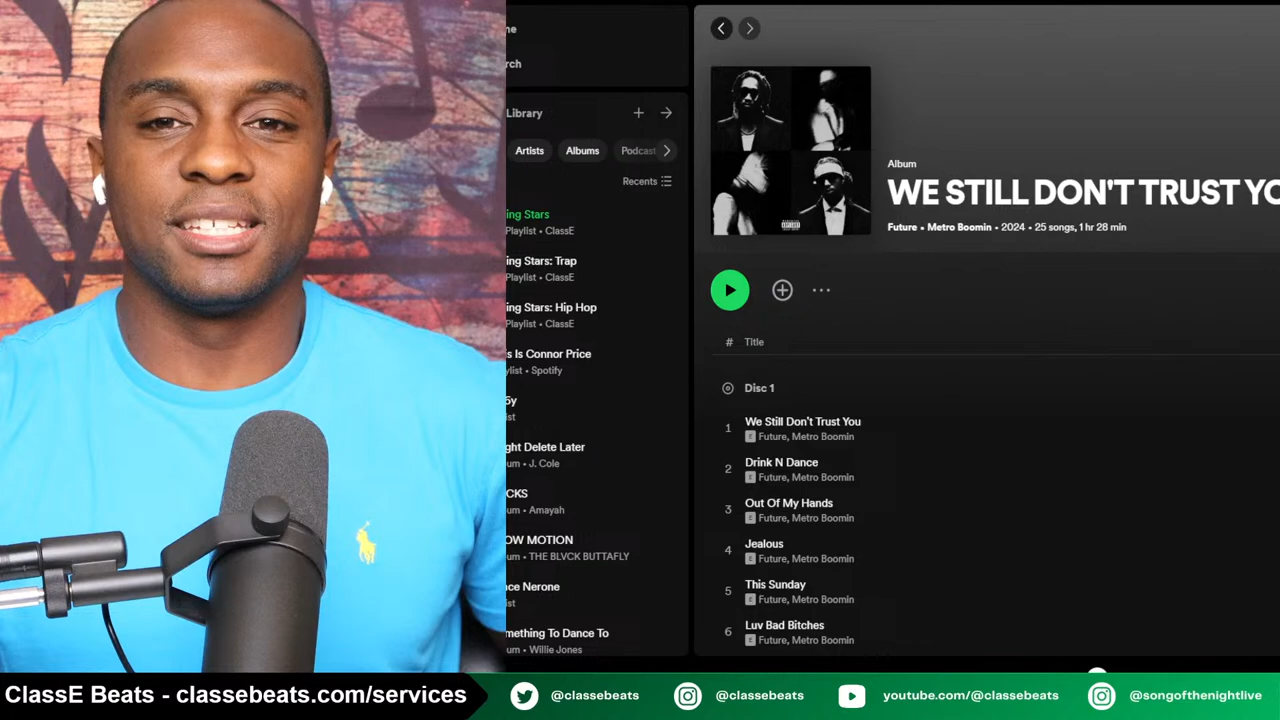 me
rch
Library
Artists
Albums
Podcast
Recents
ing Stars
Playlist • ClassE
ing Stars: Trap
Playlist • ClassE
ing Stars: Hip Hop
Playlist • ClassE
s Is Connor Price
ylist • Spotify
5y
ist
ght Delete Later
um • J. Cole
CKS
um • Amayah
OW MOTION
um • THE BLVCK BUTTAFLY
nce Nerone
ist
mething To Dance To
um • Willie Jones
Album
WE STILL DON'T TRUST YO
Future • Metro Boomin • 2024 • 25 songs, 1 hr 28 min
# Title
Disc 1
1 We Still Don't Trust You
E Future, Metro Boomin
2 Drink N Dance
E Future, Metro Boomin
3 Out Of My Hands
E Future, Metro Boomin
4 Jealous
E Future, Metro Boomin
5 This Sunday
E Future, Metro Boomin
6 Luv Bad Bitches
E Future, Metro Boomin
ClassE Beats - classebeats.com/services
@classebeats
@classebeats
youtube.com/@classebeats
@songofthenightlive